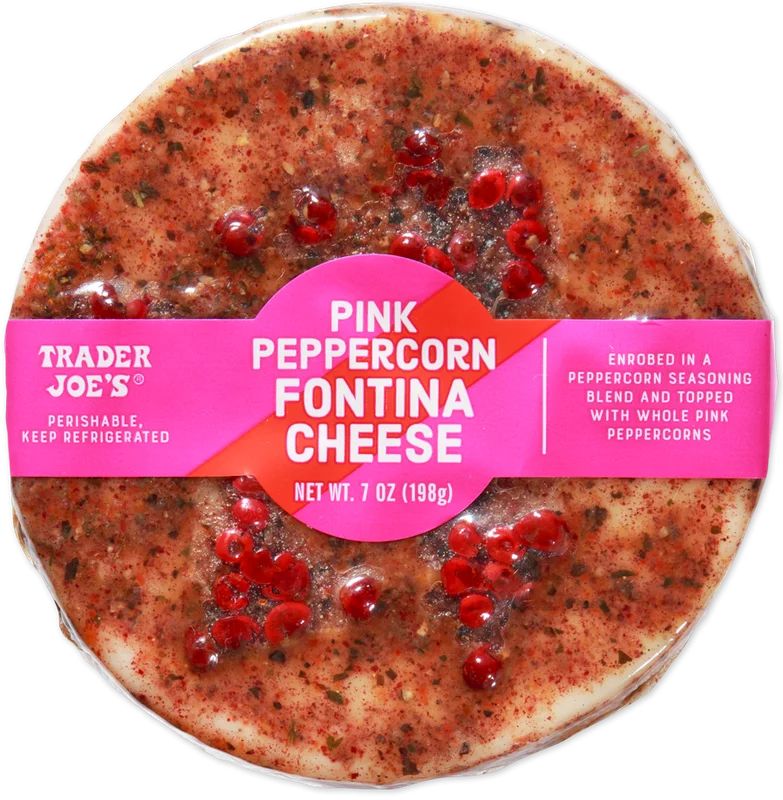 TRADER
JOE'S®
PERISHABLE,
KEEP REFRIGERATED
PINK
PEPPERCORN
FONTINA
CHEESE
NET WT. 7 OZ (198g)
ENROBED IN A
PEPPERCORN SEASONING
BLEND AND TOPPED
WITH WHOLE PINK
PEPPERCORNS